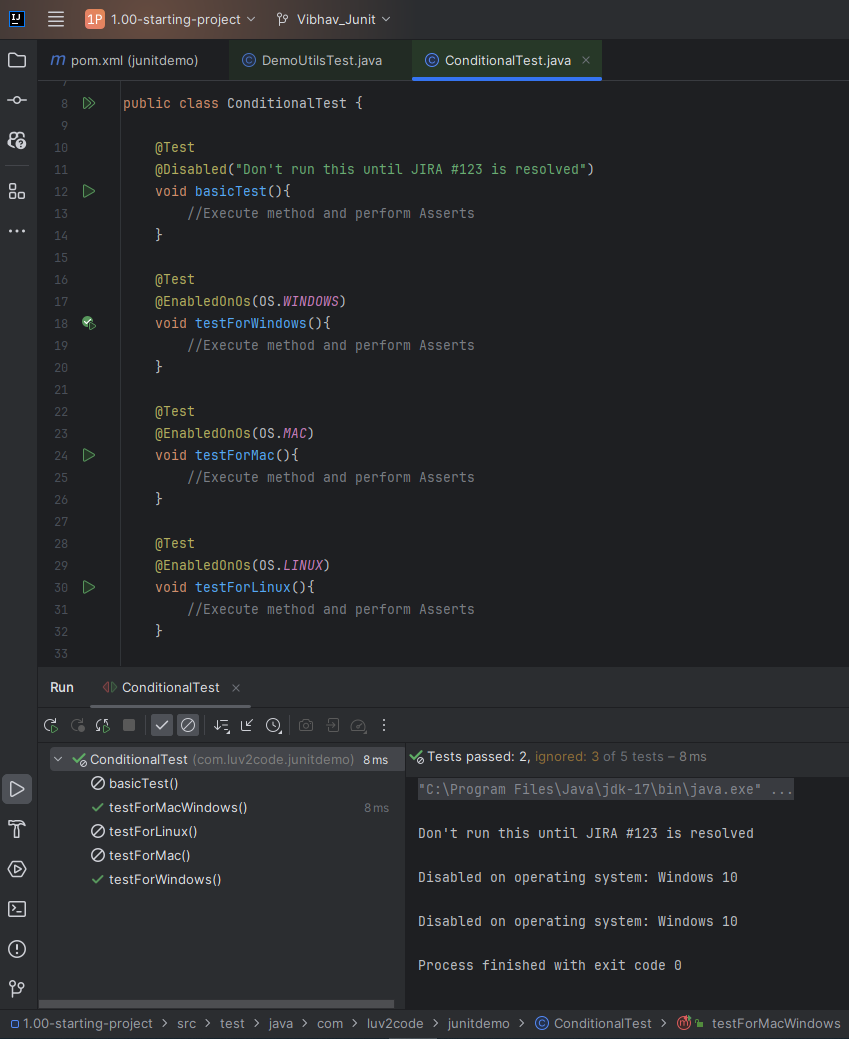 IJ
1P 1.00-starting-project Vibhav_Junit
m pom.xml (junitdemo) C DemoUtilsTest.java C ConditionalTest.java ×
8 public class ConditionalTest {
9
10 @Test
11 @Disabled("Don't run this until JIRA #123 is resolved")
12 void basicTest(){
13 //Execute method and perform Asserts
14 }
15
16 @Test
17 @EnabledOnOs(OS.WINDOWS)
18 void testForWindows(){
19 //Execute method and perform Asserts
20 }
21
22 @Test
23 @EnabledOnOs(OS.MAC)
24 void testForMac(){
25 //Execute method and perform Asserts
26 }
27
28 @Test
29 @EnabledOnOs(OS.LINUX)
30 void testForLinux(){
31 //Execute method and perform Asserts
32 }
33
Run ConditionalTest ×
ConditionalTest (com.luv2code.junitdemo) 8 ms
basicTest()
testForMacWindows() 8 ms
testForLinux()
testForMac()
testForWindows()
Tests passed: 2, ignored: 3 of 5 tests – 8 ms
"C:\Program Files\Java\jdk-17\bin\java.exe" ...
Don't run this until JIRA #123 is resolved
Disabled on operating system: Windows 10
Disabled on operating system: Windows 10
Process finished with exit code 0
1.00-starting-project > src > test > java > com > luv2code > junitdemo > C ConditionalTest > m testForMacWindows